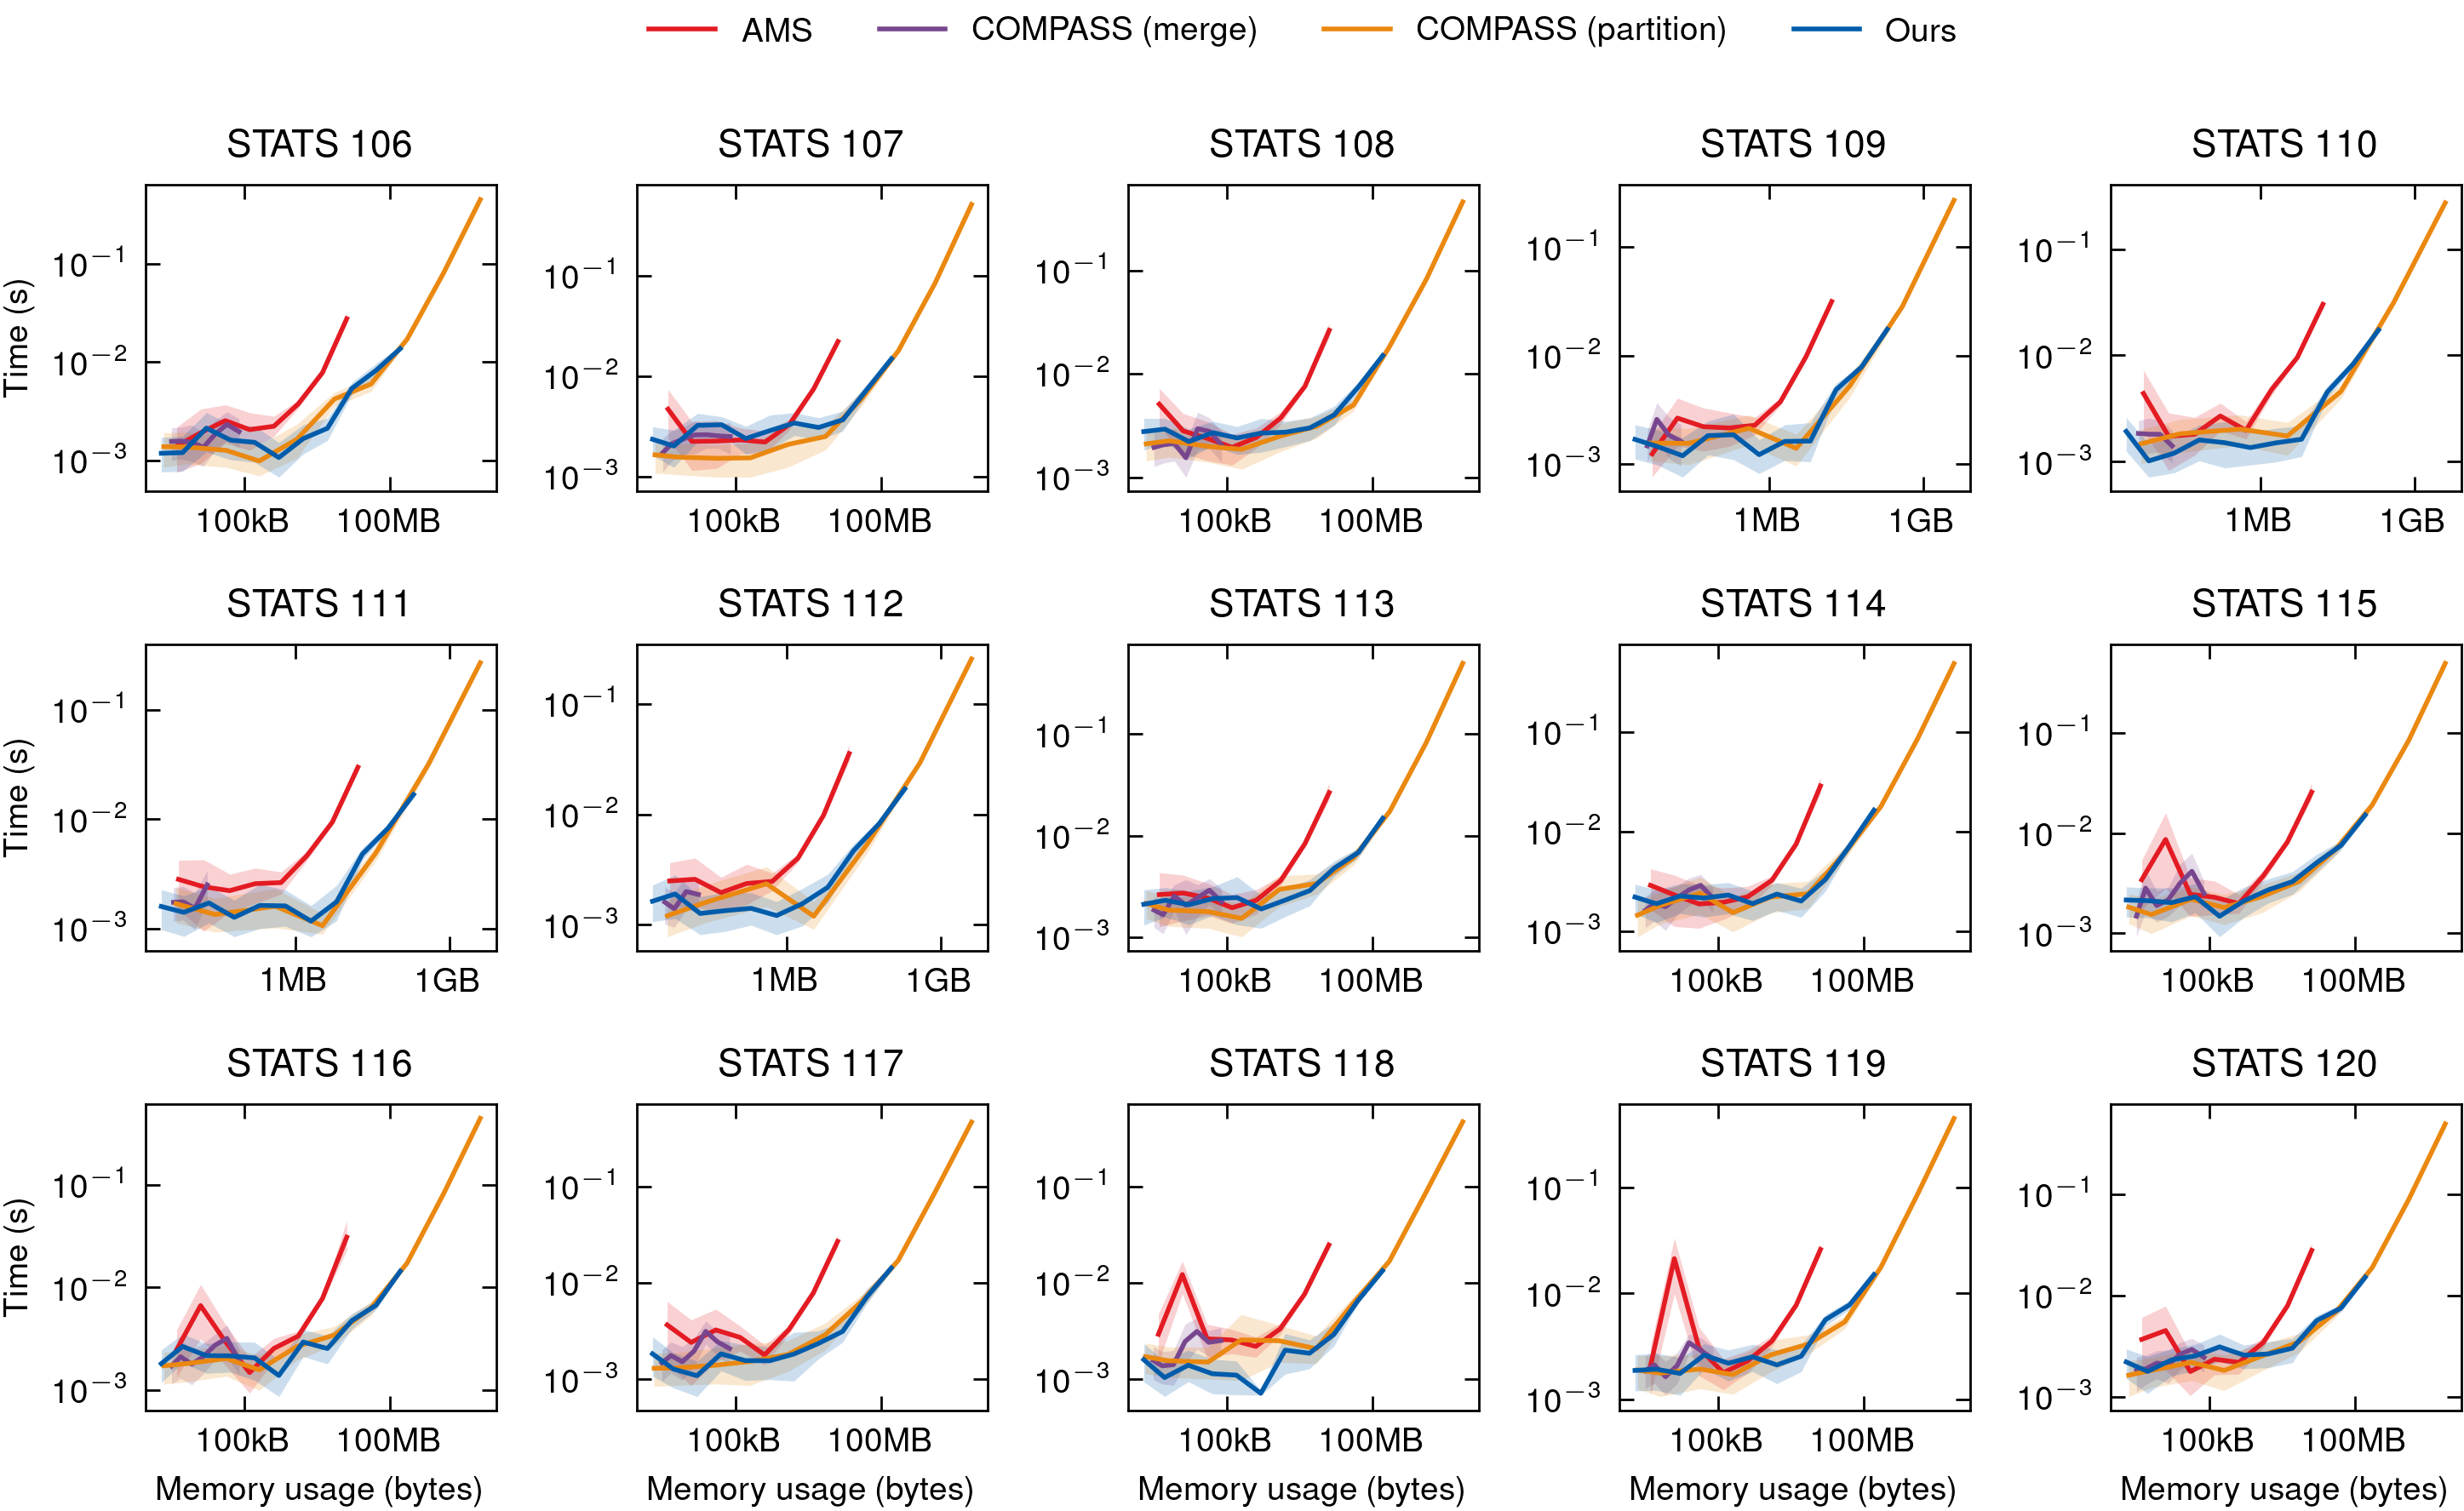 AMS COMPASS (merge) COMPASS (partition) Ours
STATS 106 STATS 107 STATS 108 STATS 109 STATS 110
Time (s)
10⁻¹ 10⁻¹ 10⁻¹ 10⁻¹ 10⁻¹
10⁻² 10⁻² 10⁻² 10⁻² 10⁻²
10⁻³ 10⁻³ 10⁻³ 10⁻³ 10⁻³
100kB 100MB 100kB 100MB 100kB 100MB 1MB 1GB 1MB 1GB
STATS 111 STATS 112 STATS 113 STATS 114 STATS 115
Time (s)
10⁻¹ 10⁻¹ 10⁻¹ 10⁻¹ 10⁻¹
10⁻² 10⁻² 10⁻² 10⁻² 10⁻²
10⁻³ 10⁻³ 10⁻³ 10⁻³ 10⁻³
1MB 1GB 1MB 1GB 100kB 100MB 100kB 100MB 100kB 100MB
STATS 116 STATS 117 STATS 118 STATS 119 STATS 120
Time (s)
10⁻¹ 10⁻¹ 10⁻¹ 10⁻¹ 10⁻¹
10⁻² 10⁻² 10⁻² 10⁻² 10⁻²
10⁻³ 10⁻³ 10⁻³ 10⁻³ 10⁻³
100kB 100MB 100kB 100MB 100kB 100MB 100kB 100MB 100kB 100MB
Memory usage (bytes) Memory usage (bytes) Memory usage (bytes) Memory usage (bytes) Memory usage (bytes)